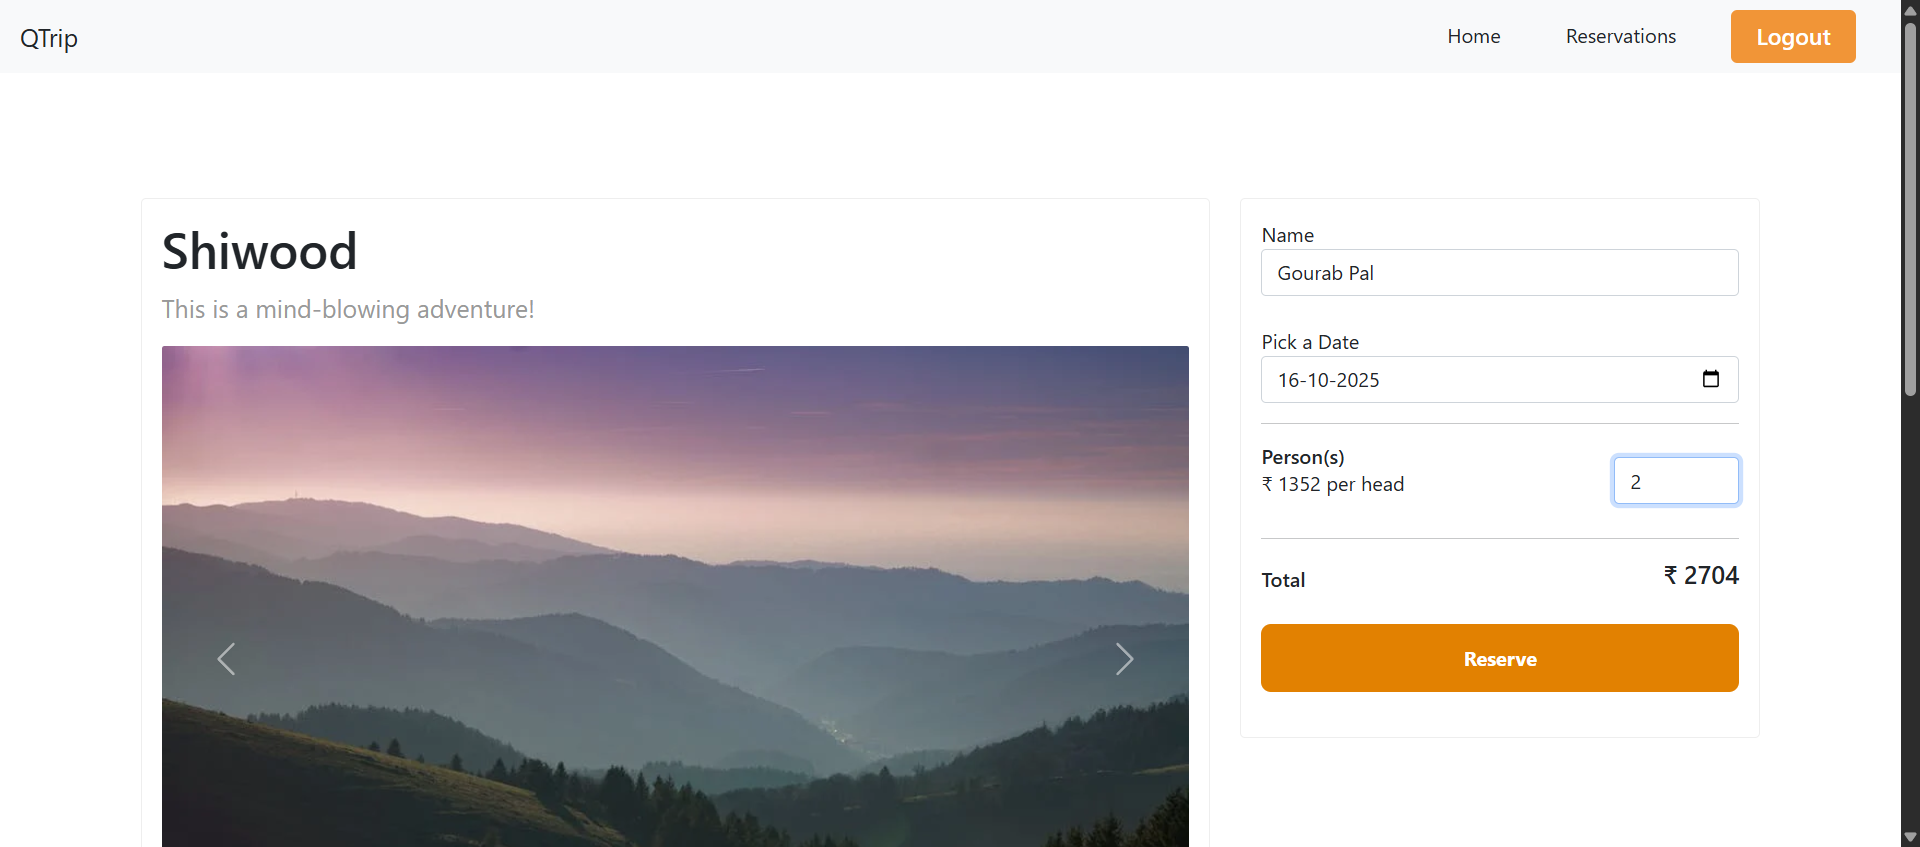 QTrip
Home
Reservations
Logout
Shiwood
This is a mind-blowing adventure!
Name
Gourab Pal
Pick a Date
16-10-2025
Person(s)
₹ 1352 per head
2
Total
₹ 2704
Reserve